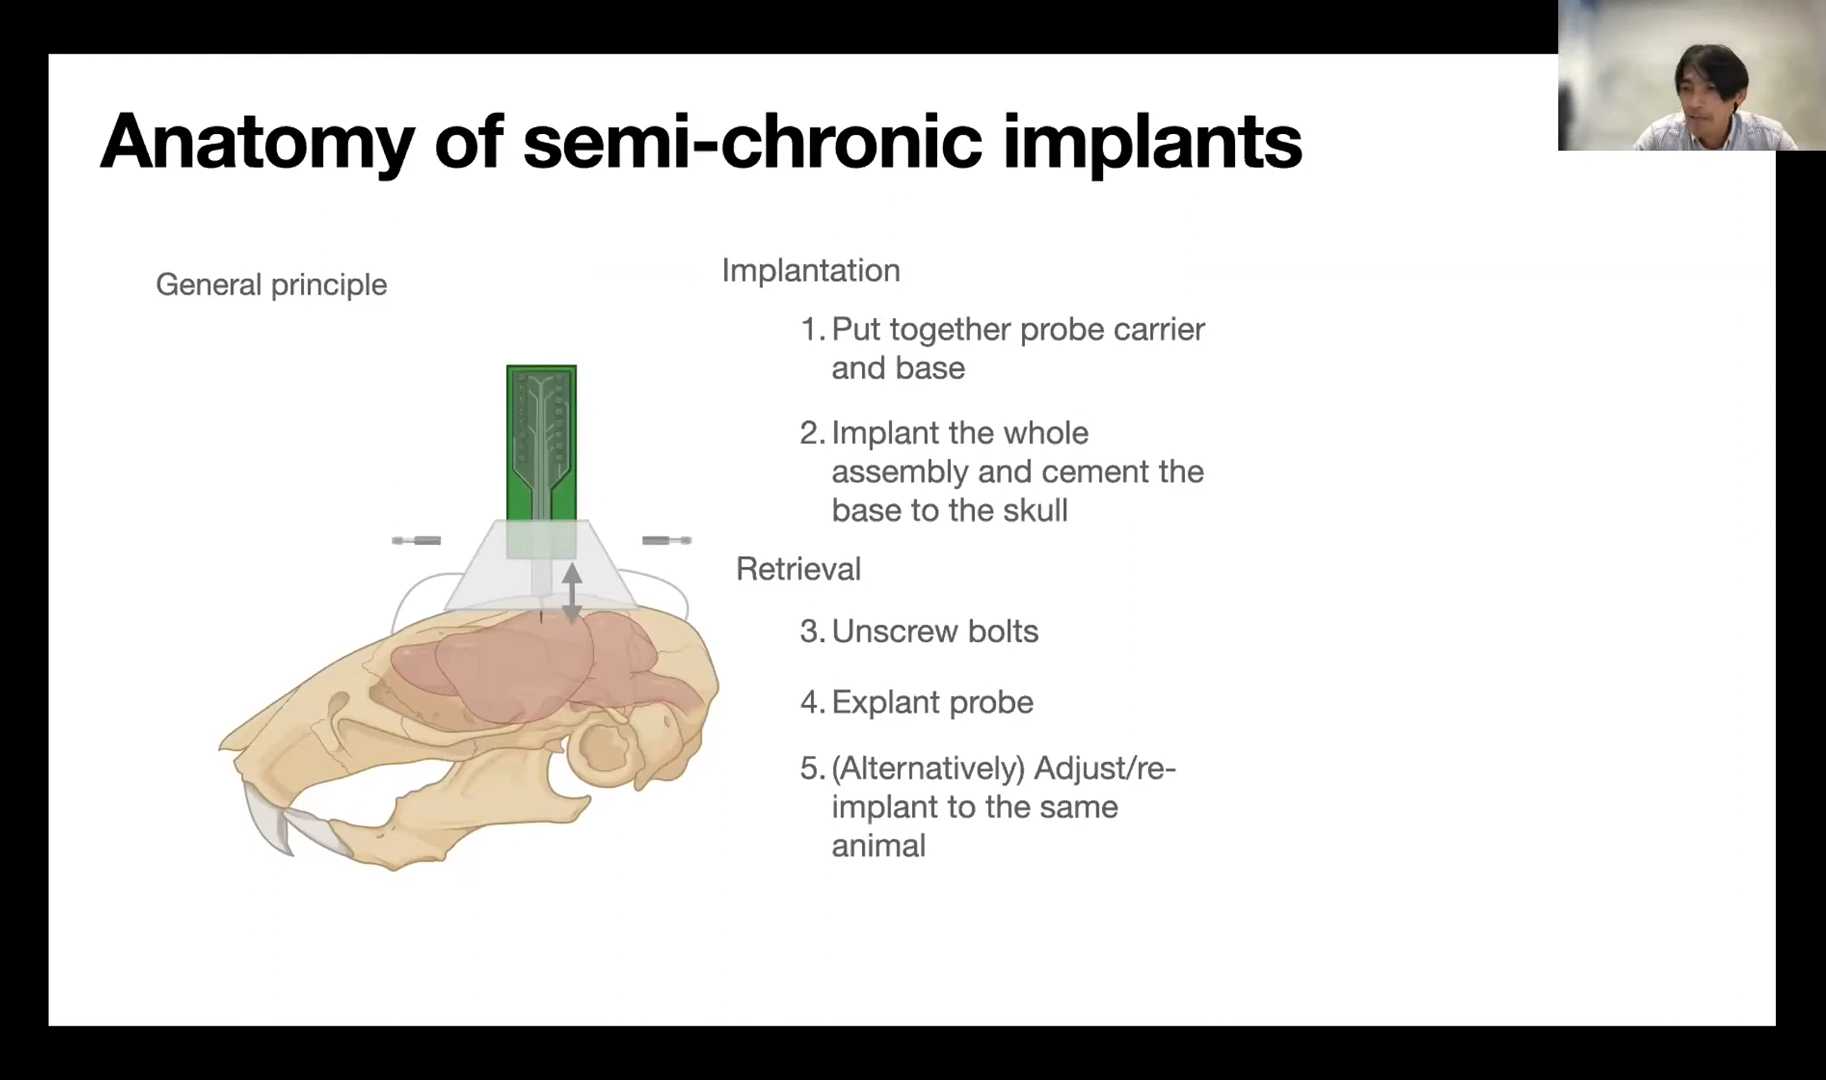 Anatomy of semi-chronic implants
General principle
Implantation
1. Put together probe carrier
and base
2. Implant the whole
assembly and cement the
base to the skull
Retrieval
3. Unscrew bolts
4. Explant probe
5. (Alternatively) Adjust/re-
implant to the same
animal